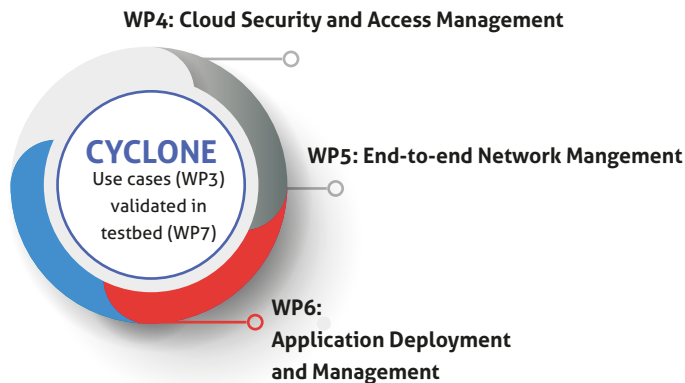 WP4: Cloud Security and Access Management
CYCLONE
Use cases (WP3)
validated in
testbed (WP7)
WP5: End-to-end Network Mangement
WP6:
Application Deployment
and Management